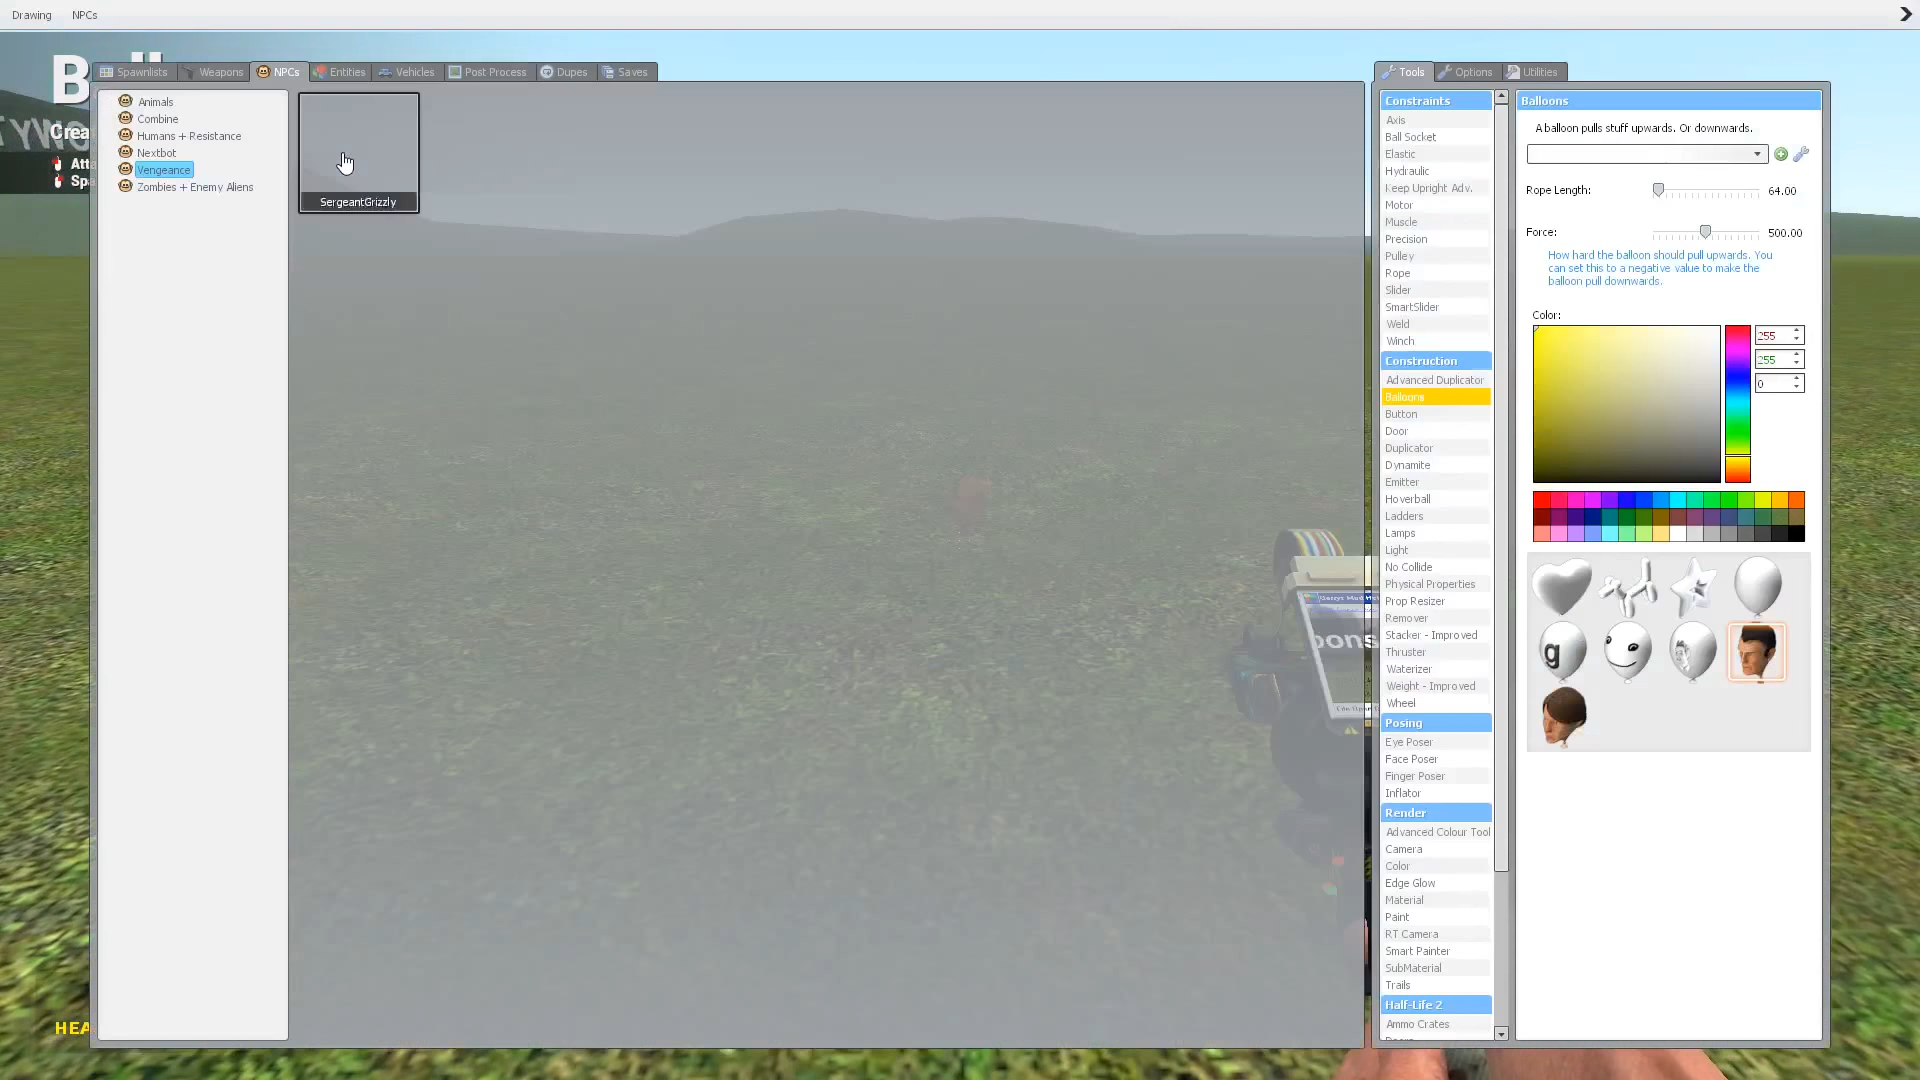 Drawing NPCs
Spawnlists Weapons NPCs Entities Vehicles Post Process Dupes Saves
Animals
Combine
Humans + Resistance
Nextbot
Vengeance
Zombies + Enemy Aliens
SergeantGrizzly
Tools Options Utilities
Constraints
Axis
Ball Socket
Elastic
Hydraulic
Keep Upright Adv.
Motor
Muscle
Precision
Pulley
Rope
Slider
SmartSlider
Weld
Winch
Construction
Advanced Duplicator
Balloons
Button
Door
Duplicator
Dynamite
Emitter
Hoverball
Ladders
Lamps
Light
No Collide
Physical Properties
Prop Resizer
Remover
Stacker - Improved
Thruster
Waterizer
Weight - Improved
Wheel
Posing
Eye Poser
Face Poser
Finger Poser
Inflator
Render
Advanced Colour Tool
Camera
Color
Edge Glow
Material
Paint
RT Camera
Smart Painter
SubMaterial
Trails
Half-Life 2
Ammo Crates
Balloons
A balloon pulls stuff upwards. Or downwards.
Rope Length: 64.00
Force: 500.00
How hard the balloon should pull upwards. You
can set this to a negative value to make the
balloon pull downwards.
Color:
255
255
0
g
Crea
Atta
Spa
HEA
oons